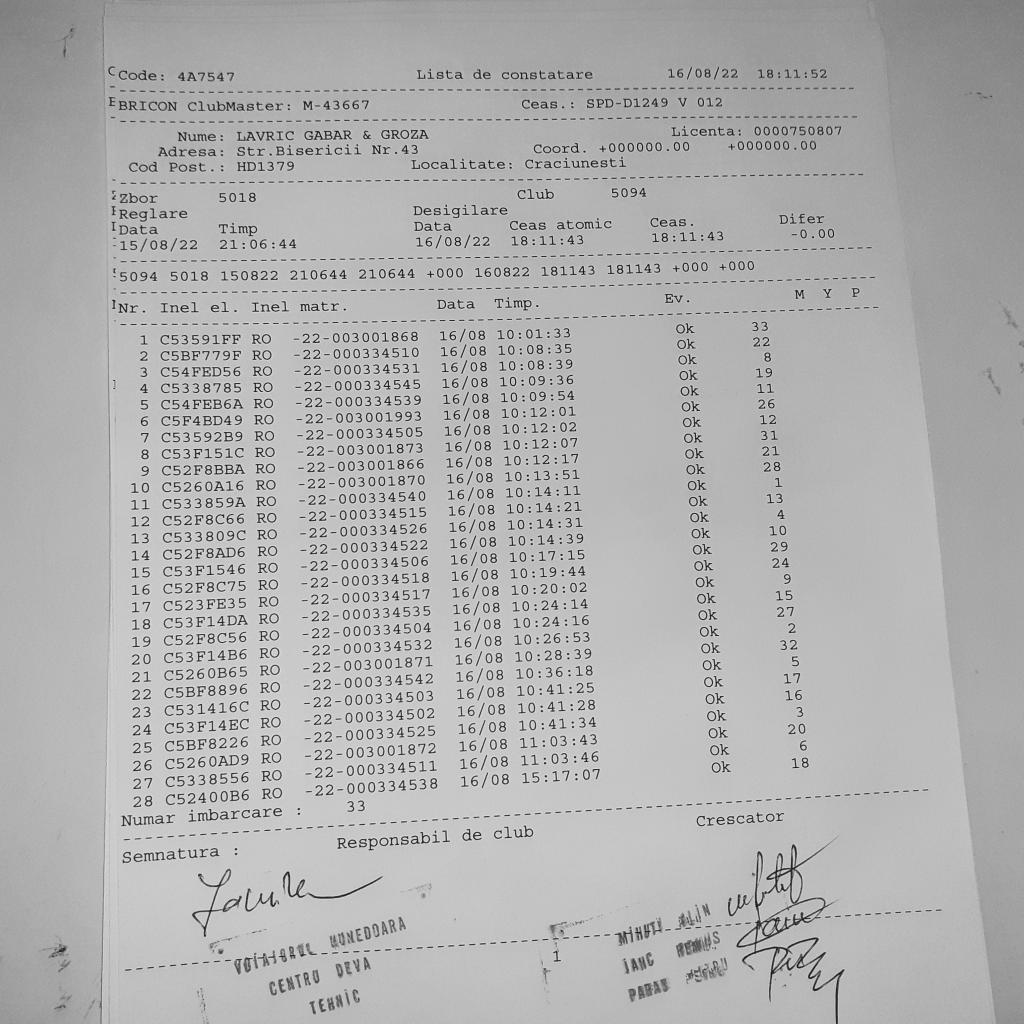 Code: 4A7547 Lista de constatare 16/08/22 18:11:52
BRICON ClubMaster: M-43667 Ceas.: SPD-D1249 V 012
Nume: LAVRIC GABAR & GROZA Licenta: 0000750807
Adresa: Str.Bisericii Nr.43 Coord. +000000.00 +000000.00
Cod Post.: HD1379 Localitate: Craciunesti
Zbor 5018 Club 5094
Reglare Desigilare
Data Timp Data Ceas atomic Ceas. Difer
15/08/22 21:06:44 16/08/22 18:11:43 18:11:43 -0.00
5094 5018 150822 210644 210644 +000 160822 181143 181143 +000 +000
Nr. Inel el. Inel matr. Data Timp. Ev. M Y P
1 C53591FF RO -22-003001868 16/08 10:01:33 Ok 33
2 C5BF779F RO -22-000334510 16/08 10:08:35 Ok 22
3 C54FED56 RO -22-000334531 16/08 10:08:39 Ok 8
4 C5338785 RO -22-000334545 16/08 10:09:36 Ok 19
5 C54FEB6A RO -22-000334539 16/08 10:09:54 Ok 11
6 C5F4BD49 RO -22-003001993 16/08 10:12:01 Ok 26
7 C53592B9 RO -22-000334505 16/08 10:12:02 Ok 12
8 C53F151C RO -22-003001873 16/08 10:12:07 Ok 31
9 C52F8BBA RO -22-003001866 16/08 10:12:17 Ok 21
10 C5260A16 RO -22-003001870 16/08 10:13:51 Ok 28
11 C533859A RO -22-000334540 16/08 10:14:11 Ok 1
12 C52F8C66 RO -22-000334515 16/08 10:14:21 Ok 13
13 C533809C RO -22-000334526 16/08 10:14:31 Ok 4
14 C52F8AD6 RO -22-000334522 16/08 10:14:39 Ok 10
15 C53F1546 RO -22-000334506 16/08 10:17:15 Ok 29
16 C52F8C75 RO -22-000334518 16/08 10:19:44 Ok 24
17 C523FE35 RO -22-000334517 16/08 10:20:02 Ok 9
18 C53F14DA RO -22-000334535 16/08 10:24:14 Ok 15
19 C52F8C56 RO -22-000334504 16/08 10:24:16 Ok 27
20 C53F14B6 RO -22-000334532 16/08 10:26:53 Ok 2
21 C5260B65 RO -22-003001871 16/08 10:28:39 Ok 32
22 C5BF8896 RO -22-000334542 16/08 10:36:18 Ok 5
23 C531416C RO -22-000334503 16/08 10:41:25 Ok 17
24 C53F14EC RO -22-000334502 16/08 10:41:28 Ok 16
25 C5BF8226 RO -22-000334525 16/08 10:41:34 Ok 3
26 C5260AD9 RO -22-003001872 16/08 11:03:43 Ok 20
27 C5338556 RO -22-000334511 16/08 11:03:46 Ok 6
28 C52400B6 RO -22-000334538 16/08 15:17:07 Ok 18
Numar imbarcare : 33
Semnatura : Responsabil de club Crescator
VOIAJORUL HUNEDOARA
CENTRU DEVA
TEHNIC
1
MIHUTI ALIN
IANC REMUS